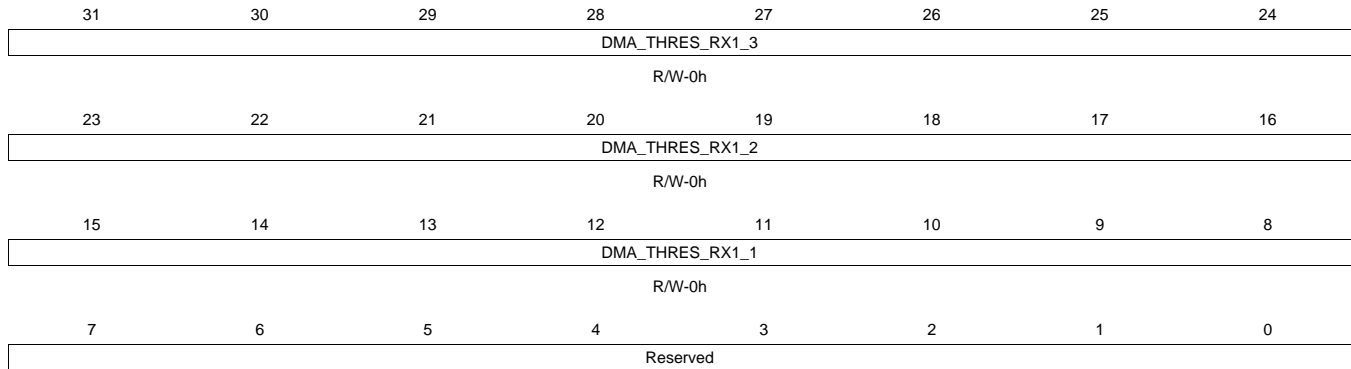 31 30 29 28 27 26 25 24
DMA_THRES_RX1_3
R/W-0h
23 22 21 20 19 18 17 16
DMA_THRES_RX1_2
R/W-0h
15 14 13 12 11 10 9 8
DMA_THRES_RX1_1
R/W-0h
7 6 5 4 3 2 1 0
Reserved